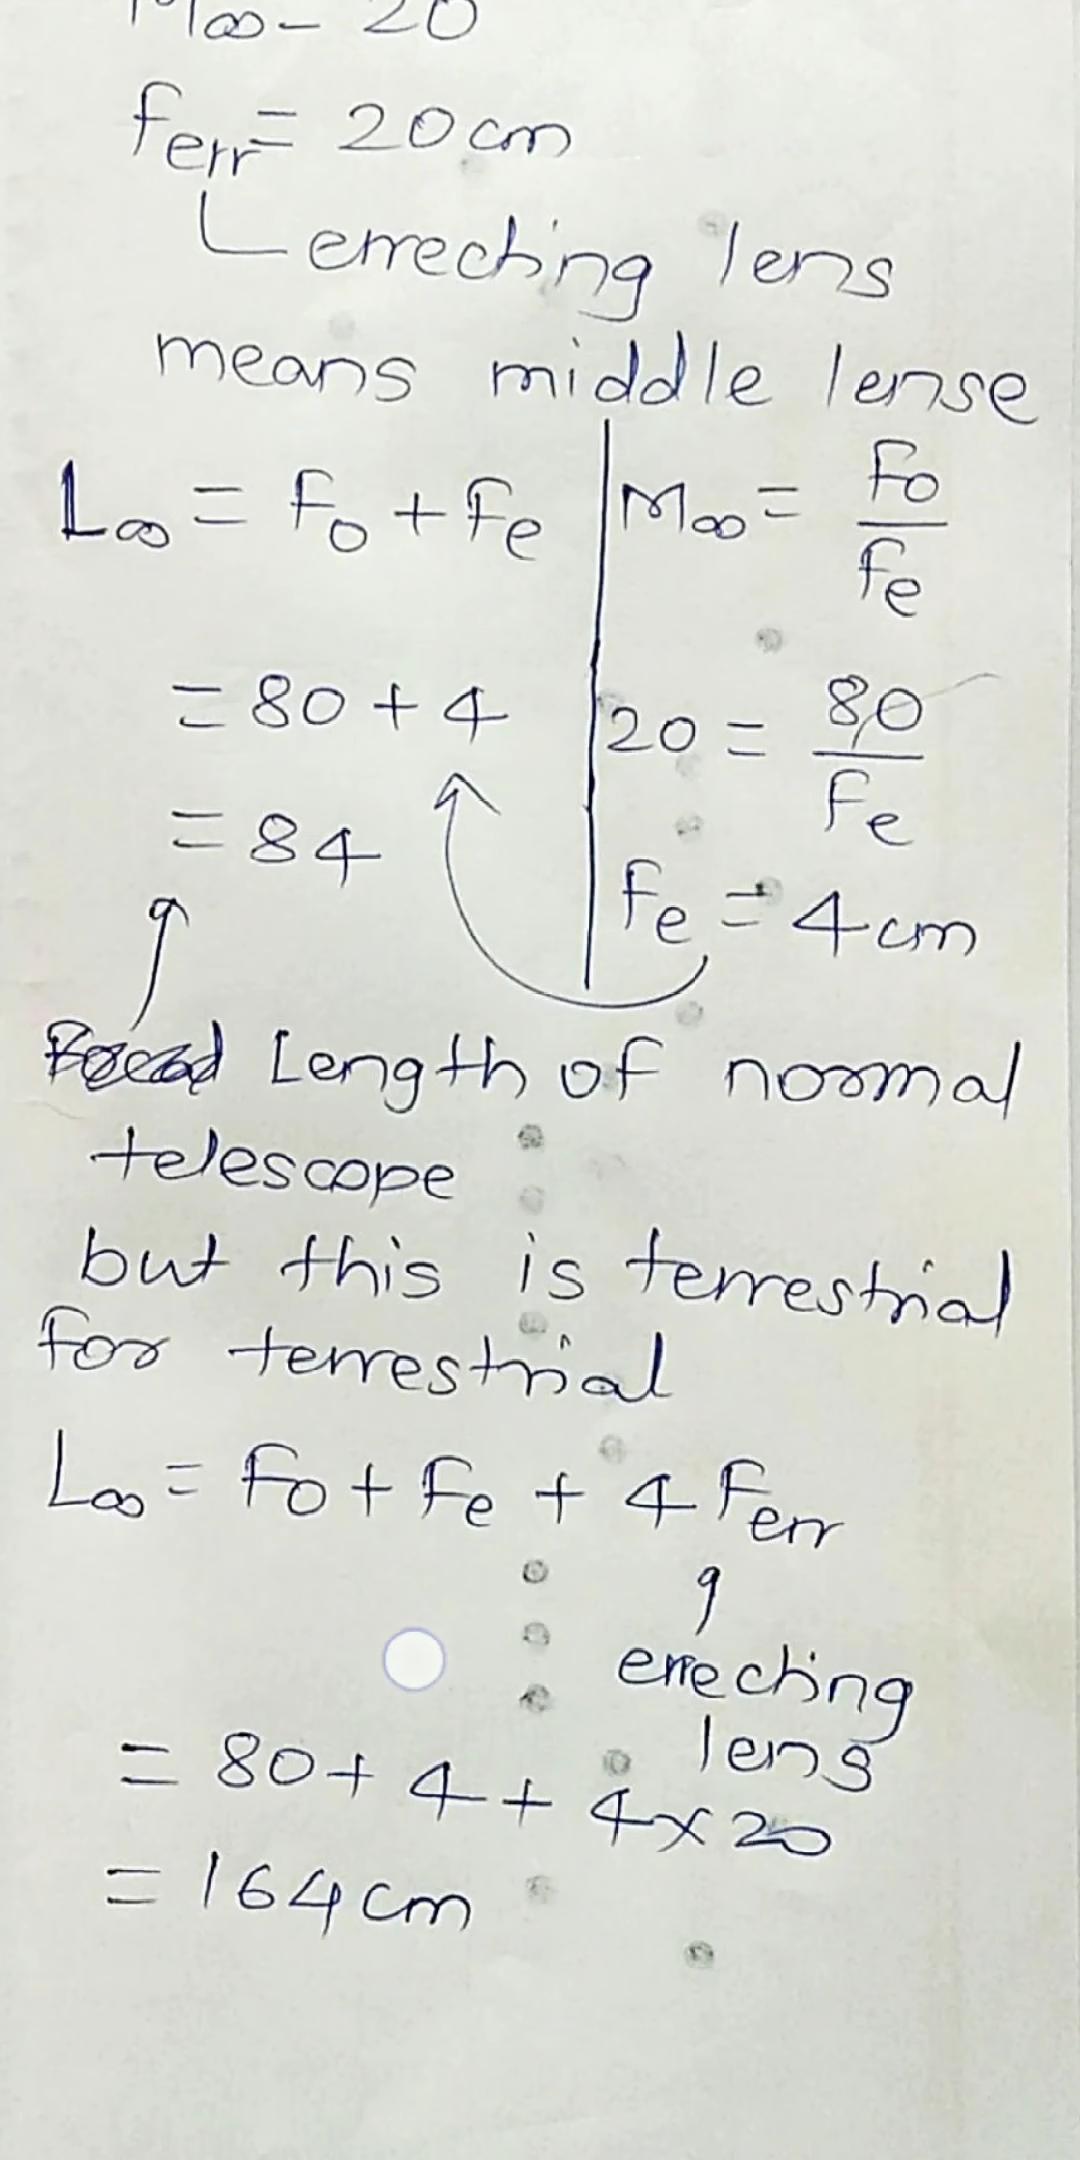 M∞ = 20
ferr = 20 cm
errecting lens
means middle lense
L∞ = Fo + Fe | M∞ = Fo / Fe
= 80 + 4 | 20 = 80 / Fe
= 84 | Fe = 4 cm
Length of normal
telescope
but this is terrestrial
for terrestrial
L∞ = Fo + Fe + 4 Ferr
errecting
lens
= 80 + 4 + 4 × 20
= 164 cm